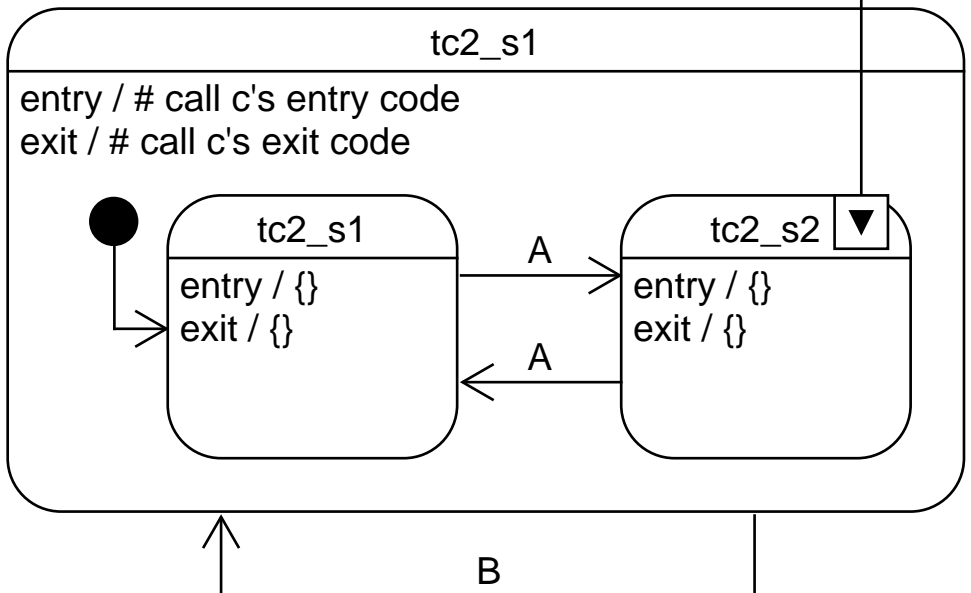 tc2_s1
entry / # call c's entry code
exit / # call c's exit code
tc2_s1
entry / {}
exit / {}
A
A
tc2_s2
entry / {}
exit / {}
B